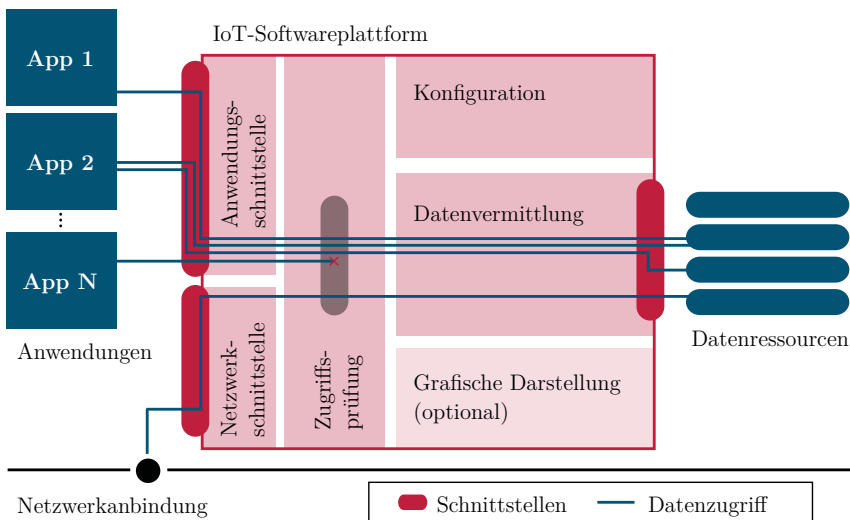 IoT-Softwareplattform
App 1
App 2
App N
Anwendungen
Anwendungs-
schnittstelle
Netzwerk-
schnittstelle
Zugriffs-
prüfung
Konfiguration
Datenvermittlung
Grafische Darstellung
(optional)
Datenressourcen
Netzwerkanbindung
Schnittstellen
Datenzugriff